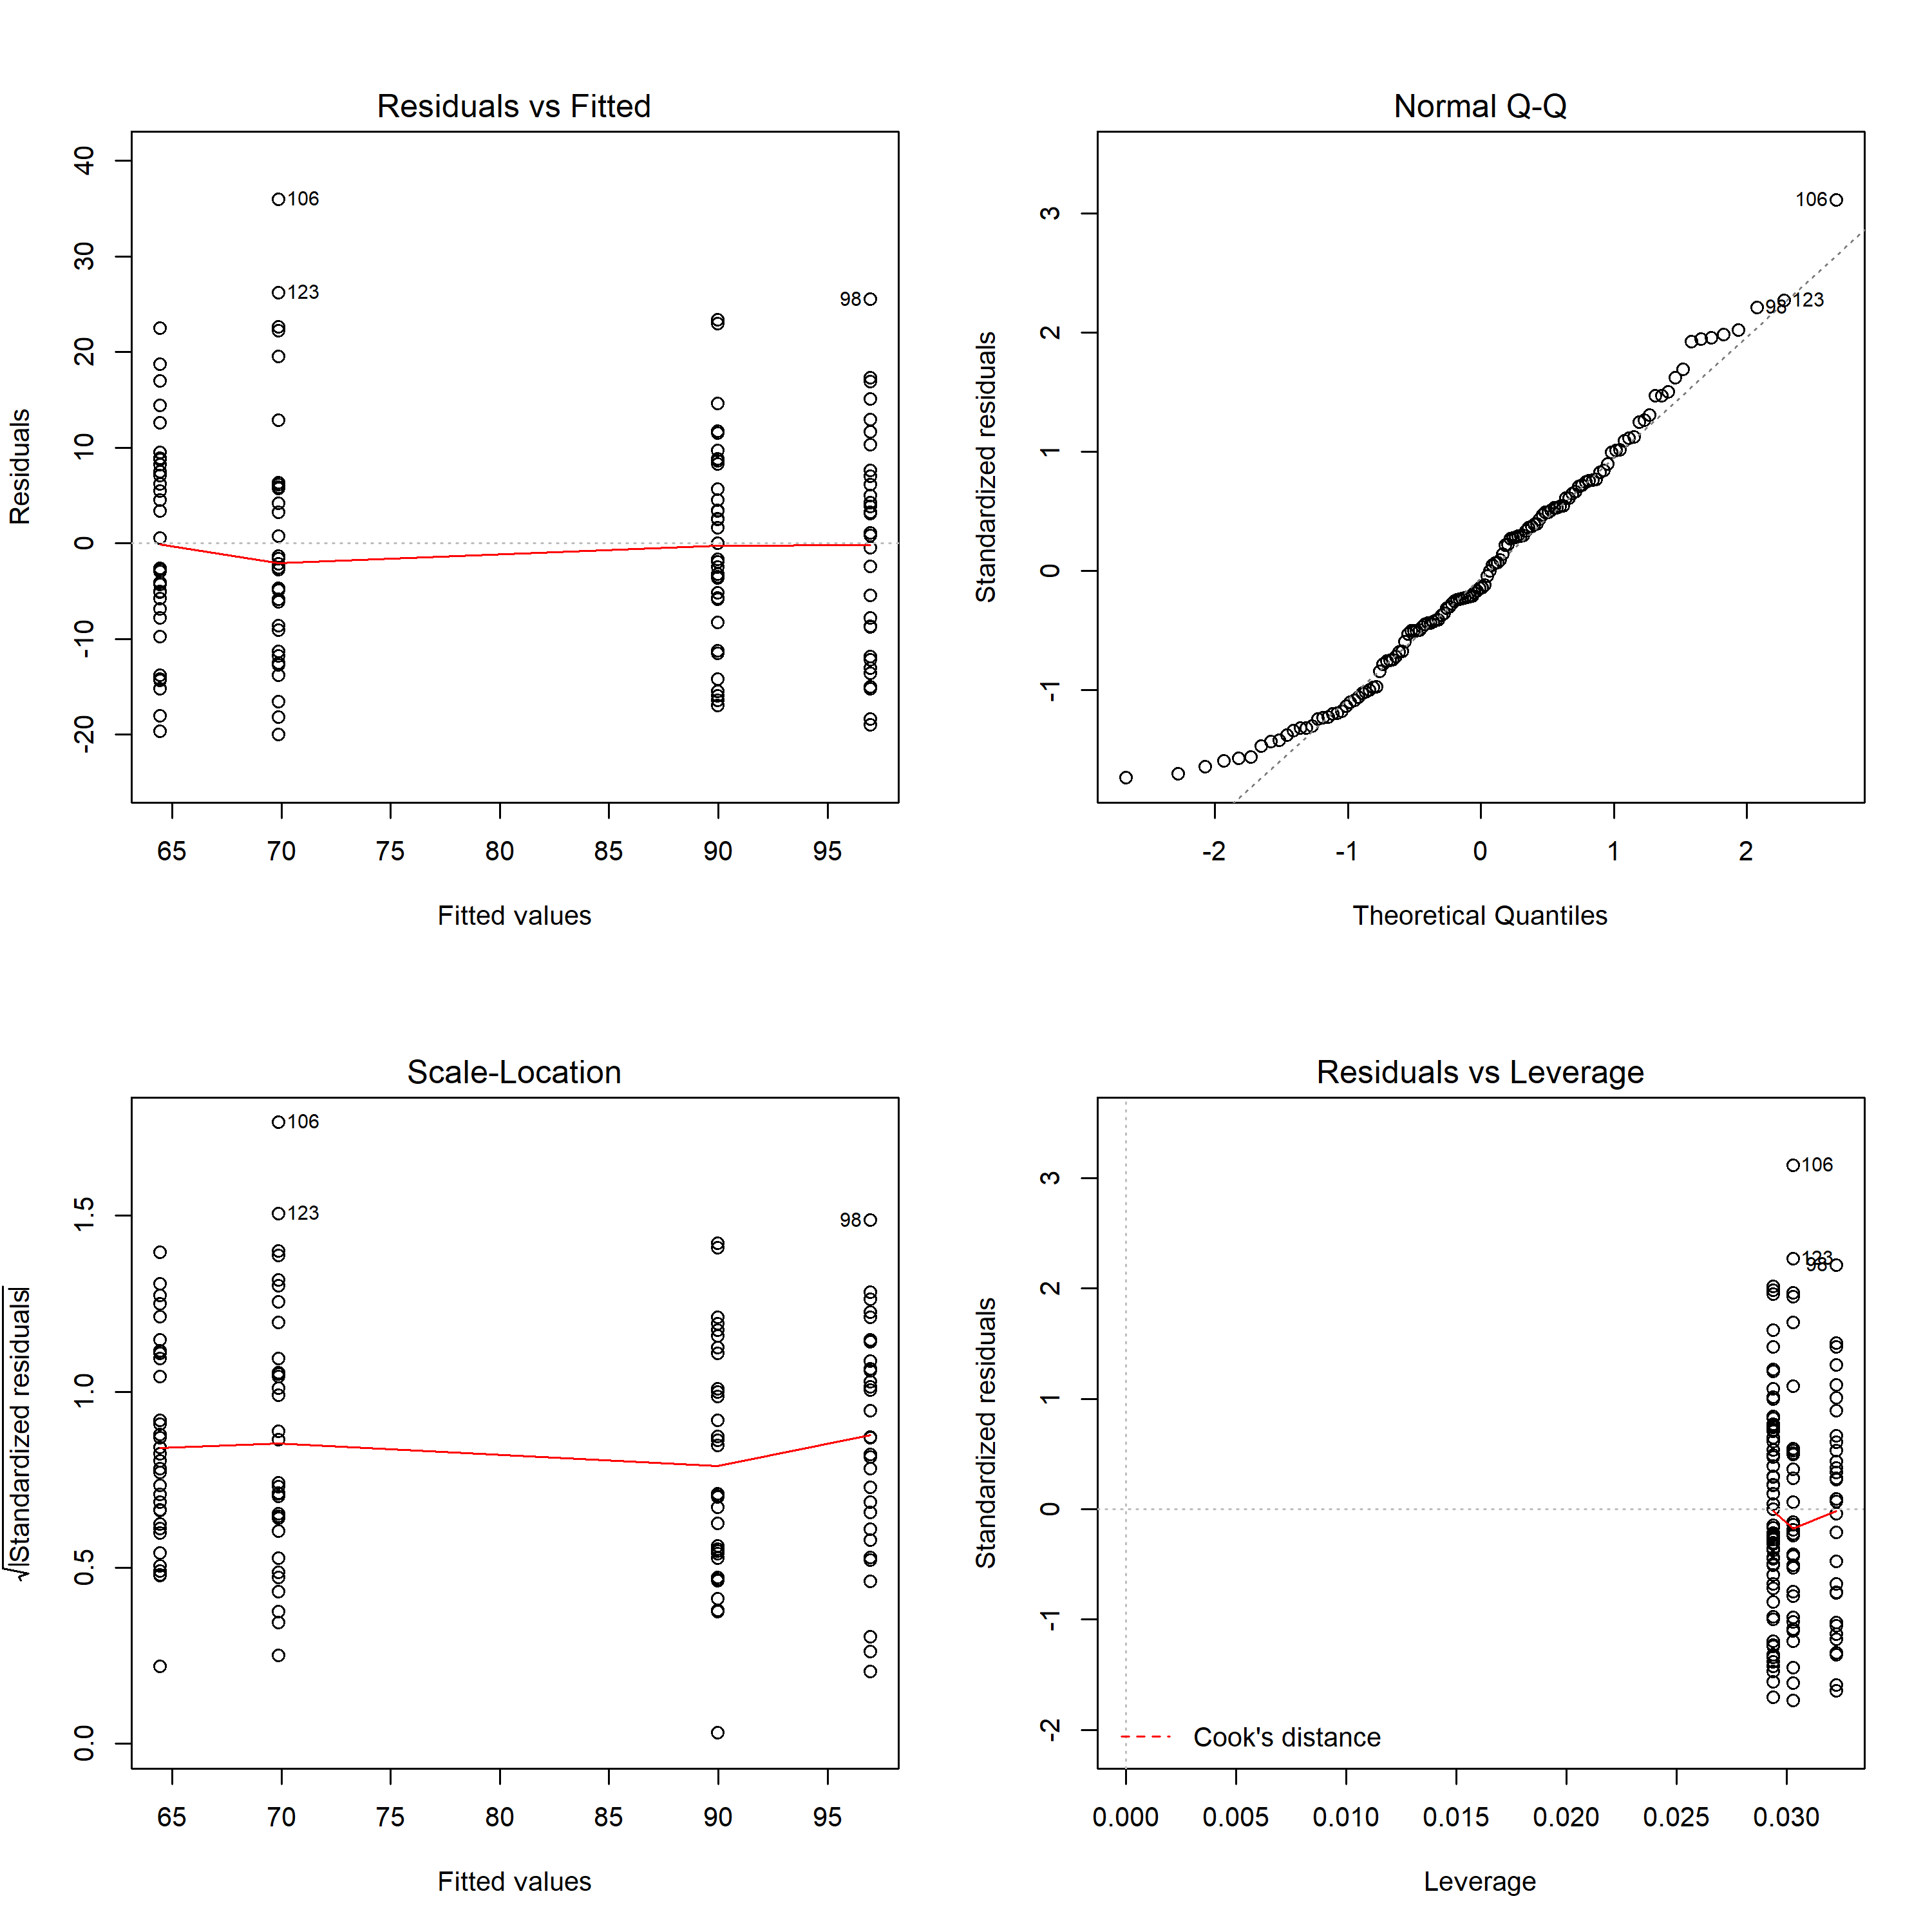 Residuals vs Fitted
Residuals
40
30
20
10
0
-10
-20
106
123
98
65 70 75 80 85 90 95
Fitted values
Normal Q-Q
Standardized residuals
3
2
1
0
-1
106
98
123
-2 -1 0 1 2
Theoretical Quantiles
Scale-Location
√|Standardized residuals|
1.5
1.0
0.5
0.0
106
123
98
65 70 75 80 85 90 95
Fitted values
Residuals vs Leverage
Standardized residuals
3
2
1
0
-1
-2
106
123
98
Cook's distance
0.000 0.005 0.010 0.015 0.020 0.025 0.030
Leverage